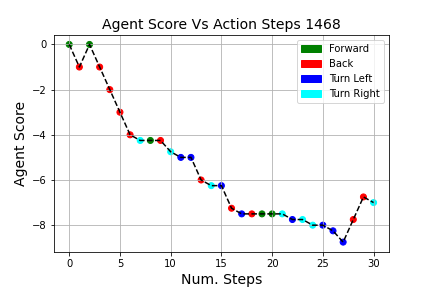 Agent Score Vs Action Steps 1468
Forward
Back
Turn Left
Turn Right
Agent Score
0
−2
−4
−6
−8
0 5 10 15 20 25 30
Num. Steps